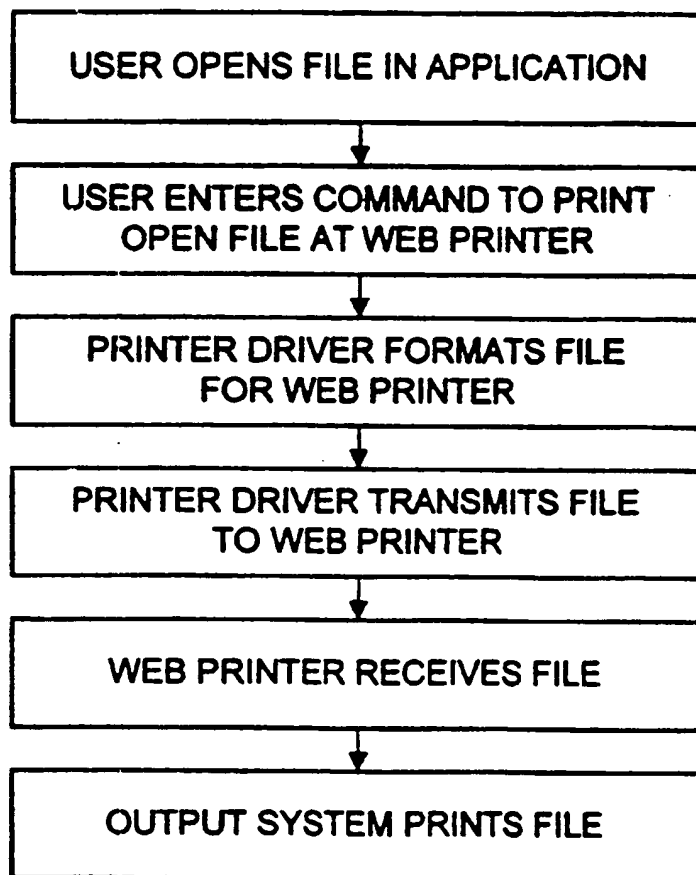 USER OPENS FILE IN APPLICATION
USER ENTERS COMMAND TO PRINT
OPEN FILE AT WEB PRINTER
PRINTER DRIVER FORMATS FILE
FOR WEB PRINTER
PRINTER DRIVER TRANSMITS FILE
TO WEB PRINTER
WEB PRINTER RECEIVES FILE
OUTPUT SYSTEM PRINTS FILE